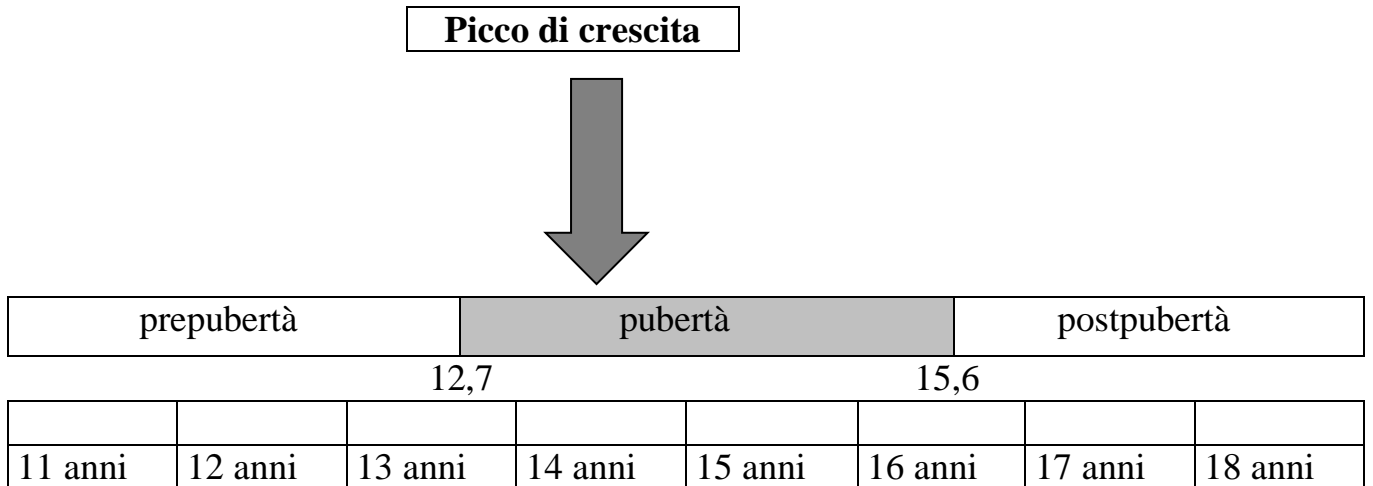 Picco di crescita
prepubertà pubertà postpubertà
12,7 15,6
11 anni 12 anni 13 anni 14 anni 15 anni 16 anni 17 anni 18 anni